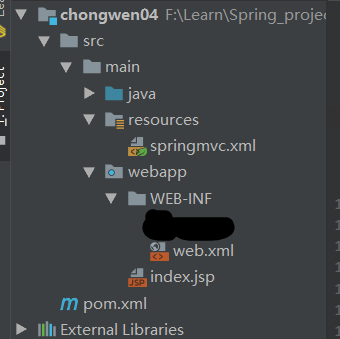 chongwen04 F:\Learn\Spring_projec
src
main
java
resources
springmvc.xml
webapp
WEB-INF
web.xml
index.jsp
pom.xml
External Libraries
Project